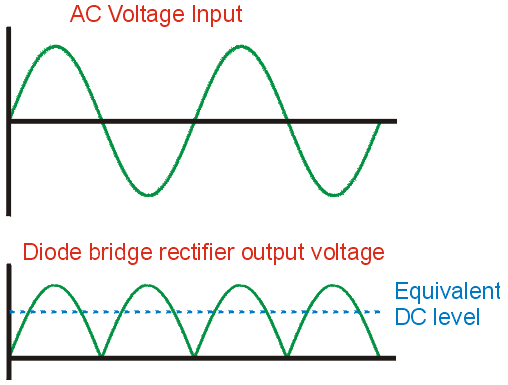 AC Voltage Input
Diode bridge rectifier output voltage
Equivalent
DC level